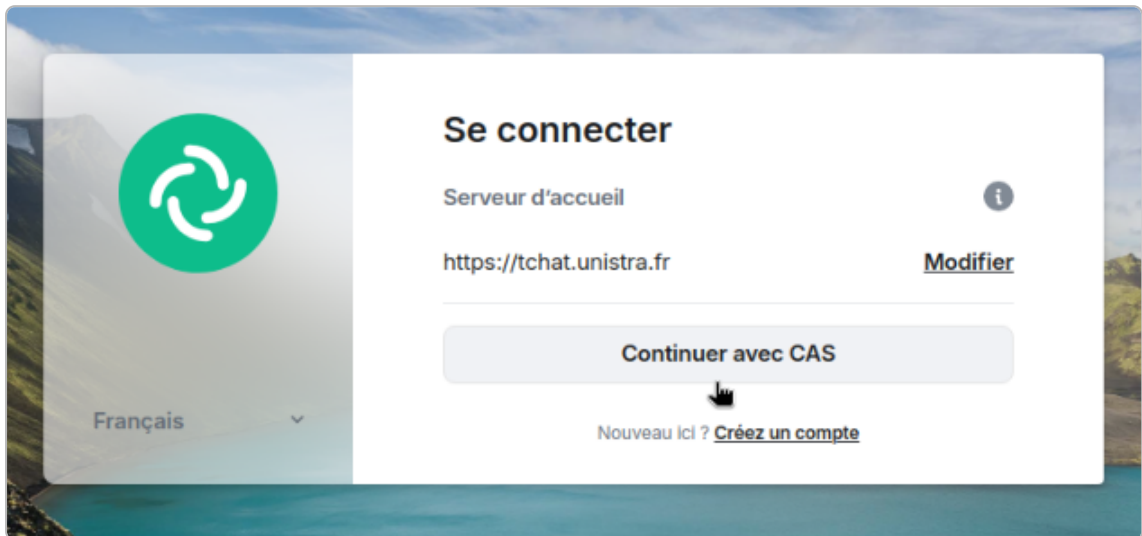 Se connecter
Serveur d’accueil
https://tchat.unistra.fr Modifier
Continuer avec CAS
Français
Nouveau ici ? Créez un compte